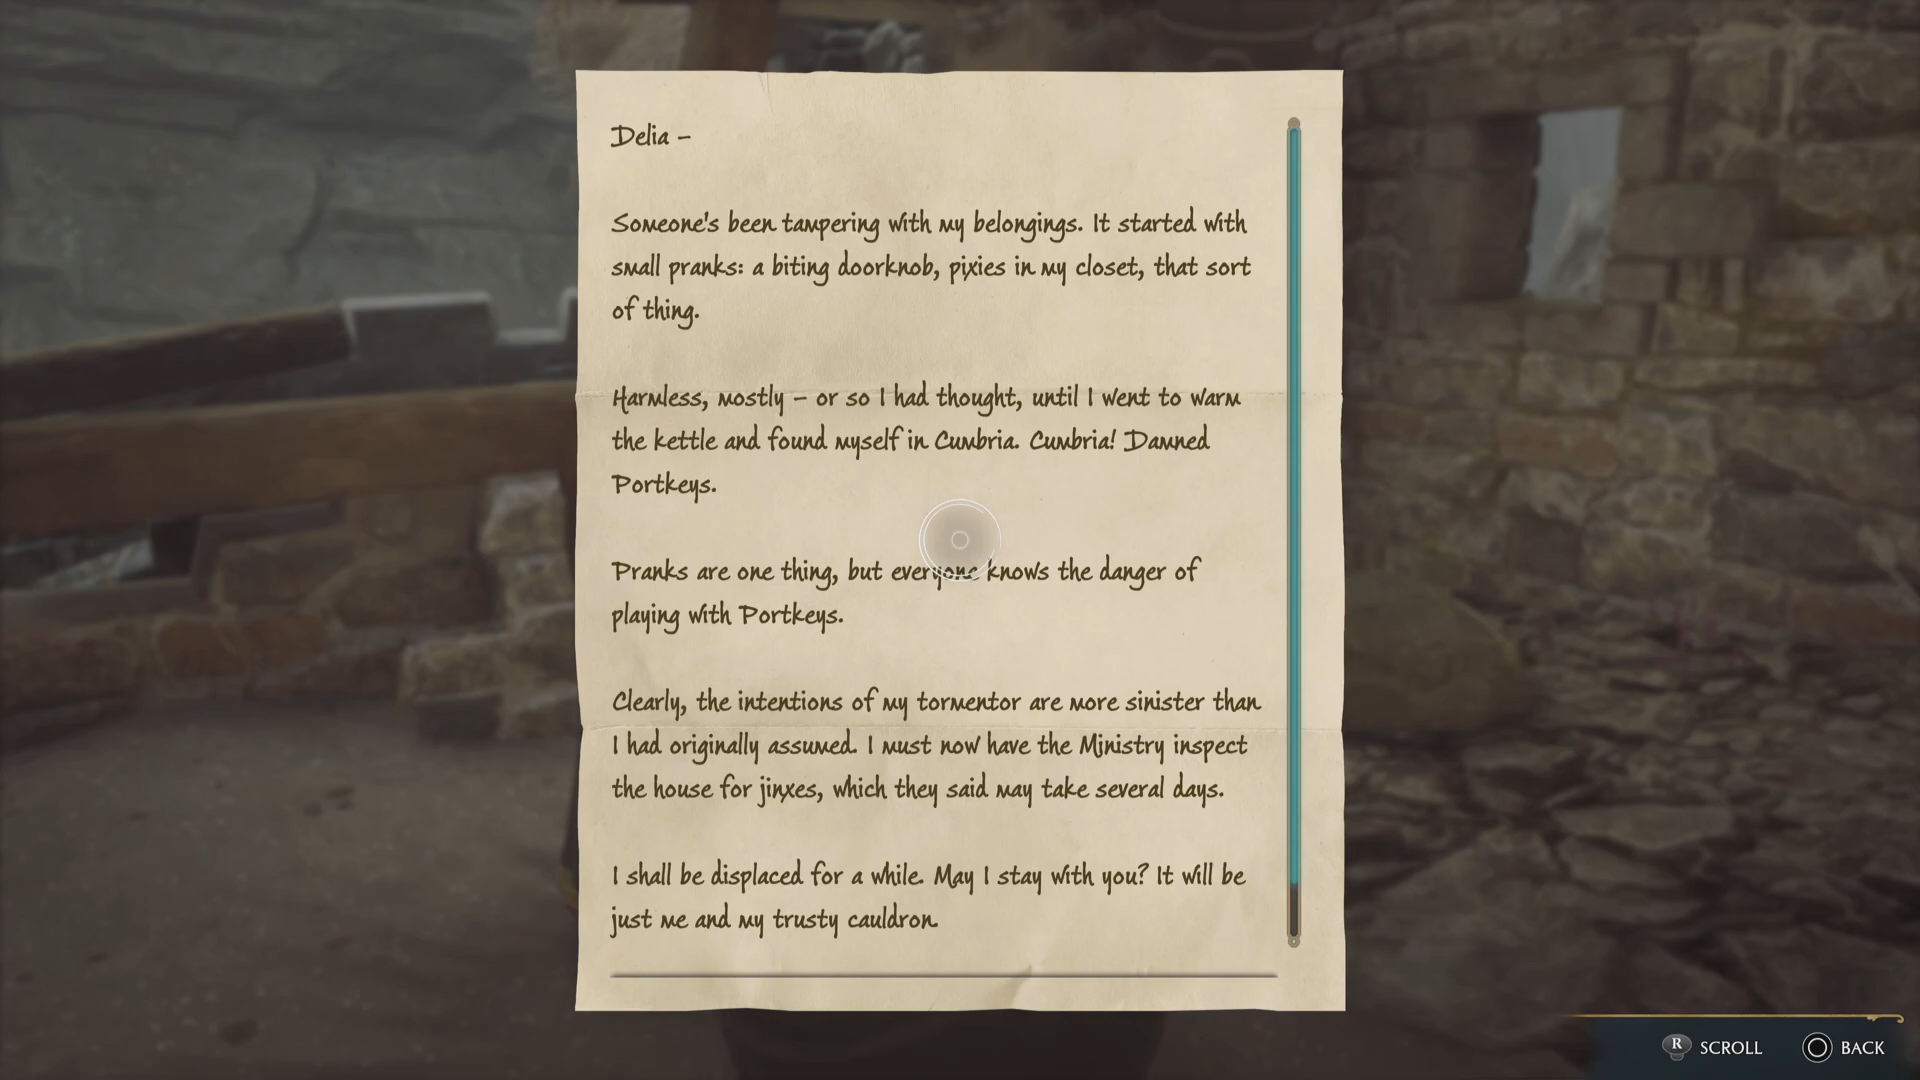 Delia –
Someone's been tampering with my belongings. It started with
small pranks: a biting doorknob, pixies in my closet, that sort
of thing.
Harmless, mostly – or so I had thought, until I went to warm
the kettle and found myself in Cumbria. Cumbria! Damned
Portkeys.
Pranks are one thing, but everyone knows the danger of
playing with Portkeys.
Clearly, the intentions of my tormentor are more sinister than
I had originally assumed. I must now have the Ministry inspect
the house for jinxes, which they said may take several days.
I shall be displaced for a while. May I stay with you? It will be
just me and my trusty cauldron.
R SCROLL
BACK